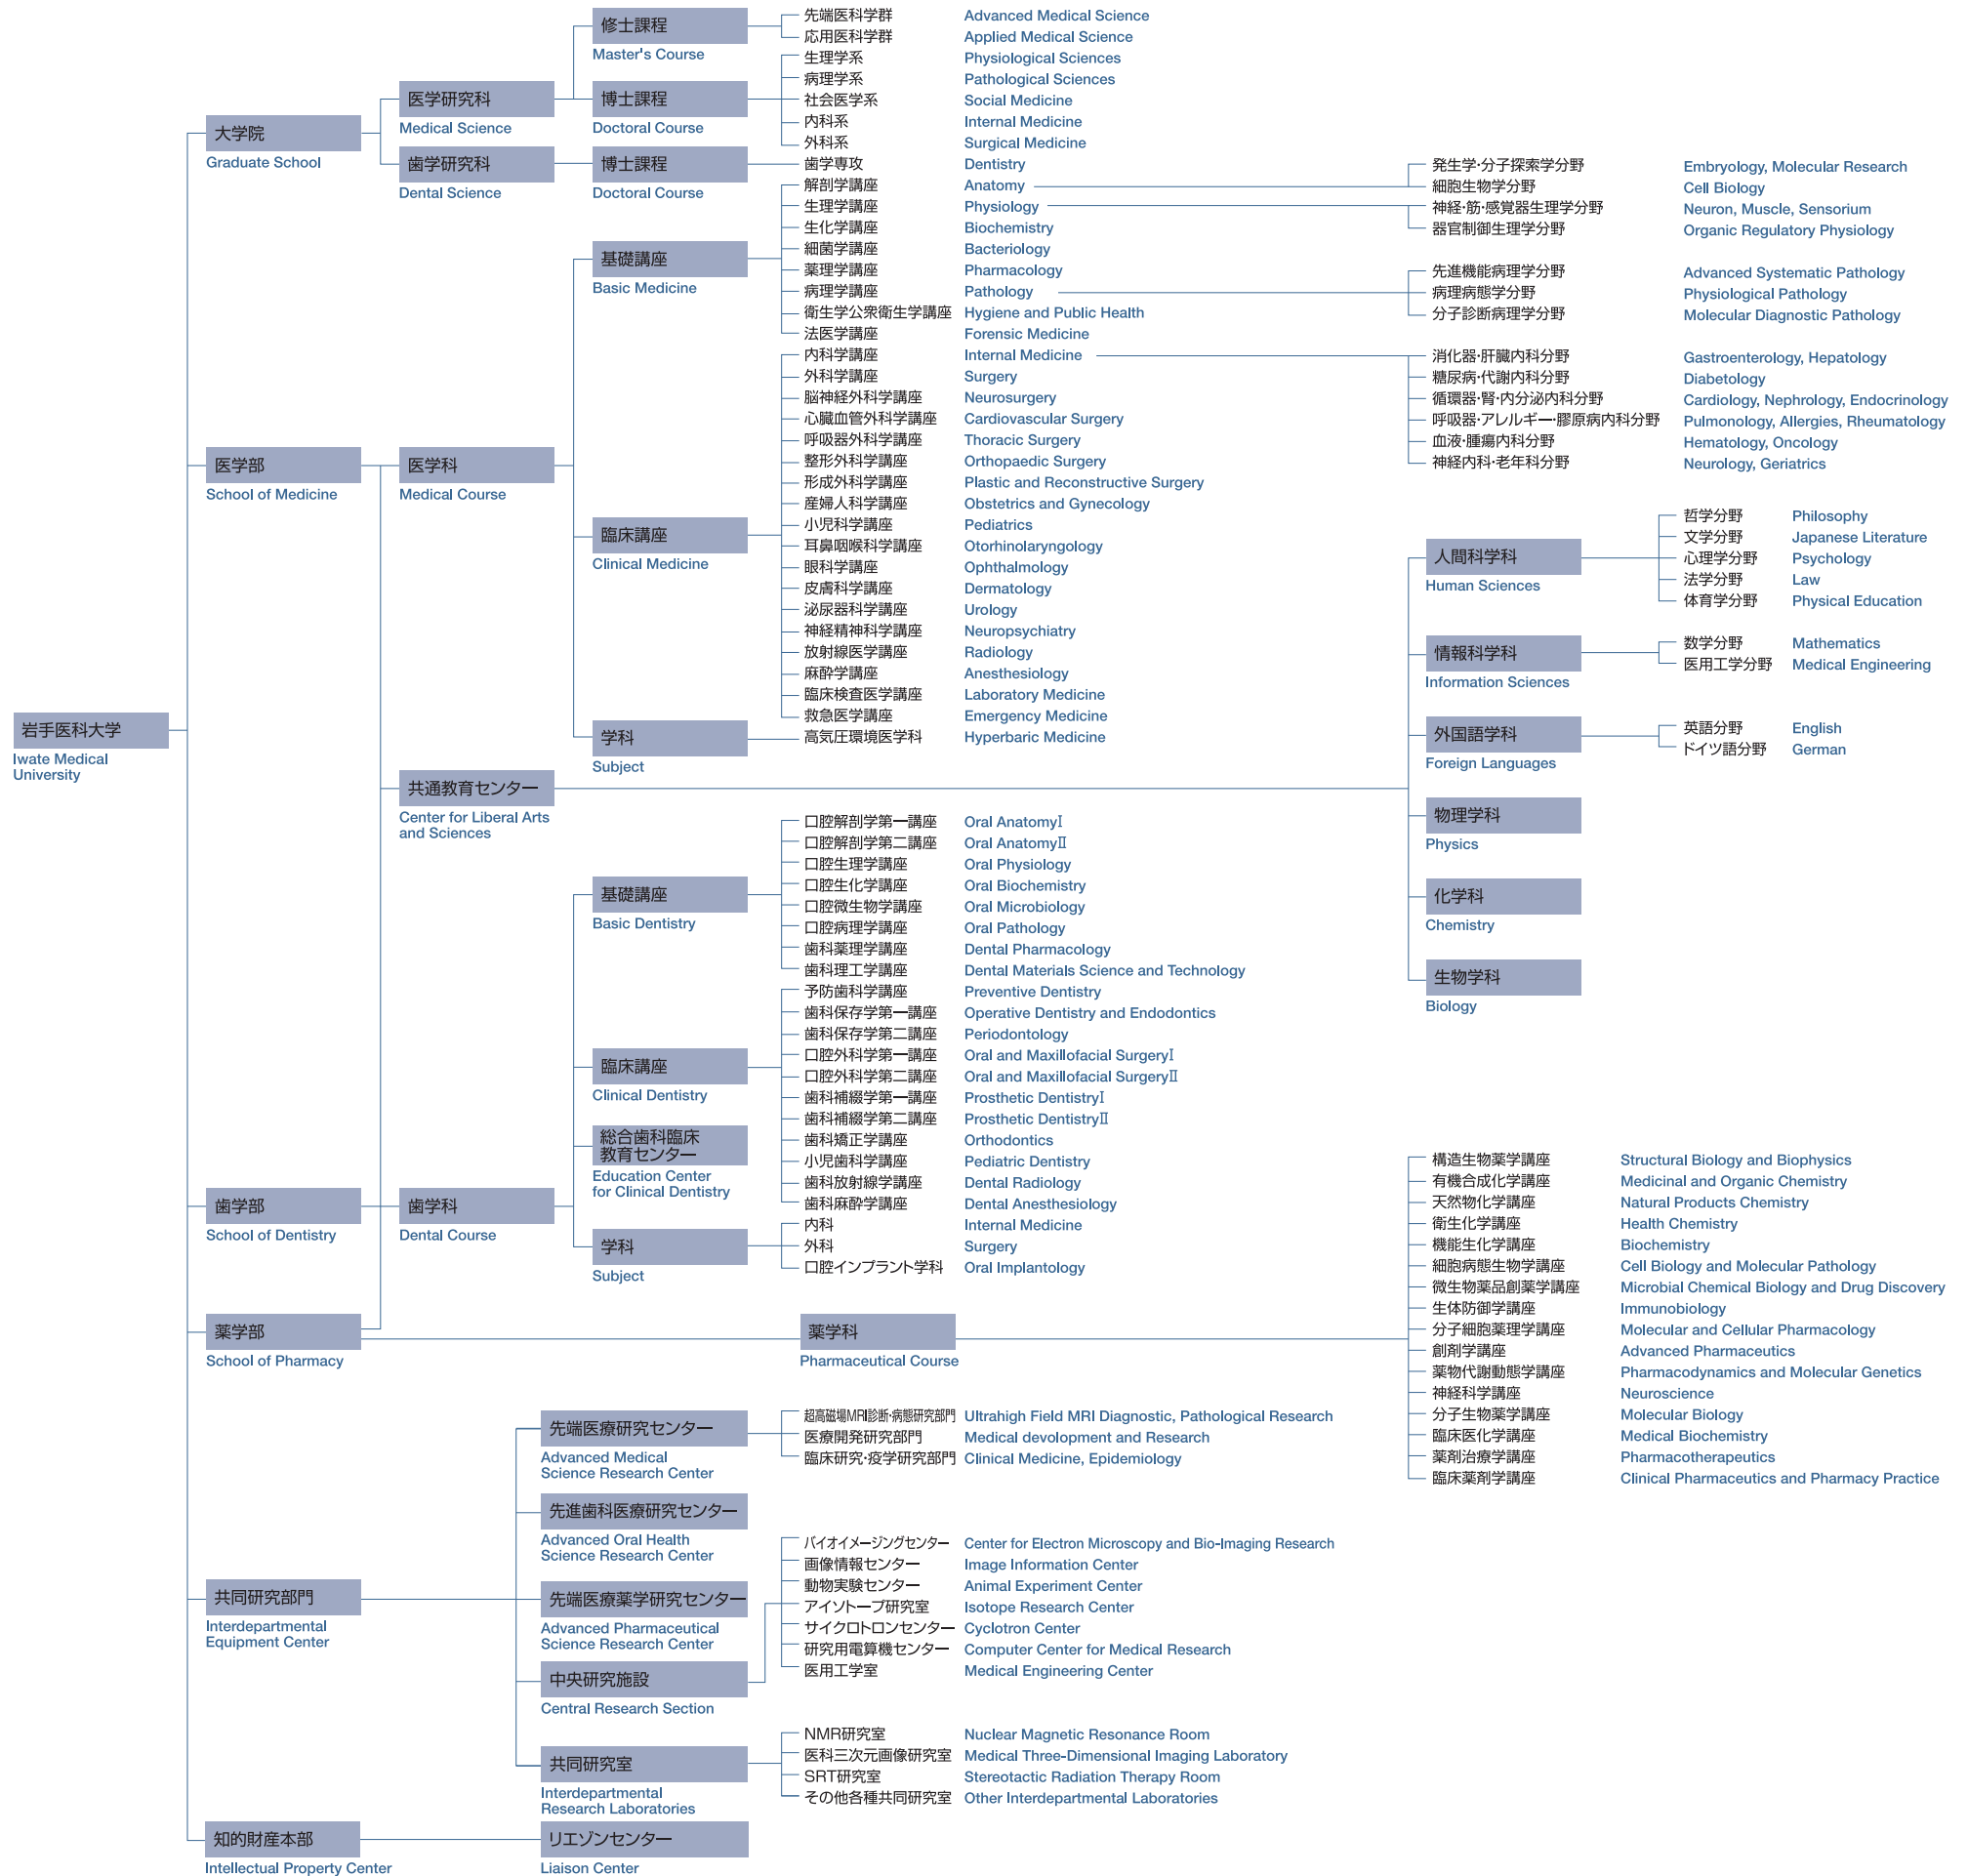 岩手医科大学
Iwate Medical
University
大学院
Graduate School
医学研究科
Medical Science
修士課程
Master's Course
先端医科学群 Advanced Medical Science
応用医科学群 Applied Medical Science
博士課程
Doctoral Course
生理学系 Physiological Sciences
病理学系 Pathological Sciences
社会医学系 Social Medicine
内科系 Internal Medicine
外科系 Surgical Medicine
歯学研究科
Dental Science
博士課程
Doctoral Course
歯学専攻 Dentistry
医学部
School of Medicine
医学科
Medical Course
基礎講座
Basic Medicine
解剖学講座 Anatomy
発生学・分子探索学分野 Embryology, Molecular Research
細胞生物学分野 Cell Biology
生理学講座 Physiology
神経・筋・感覚器生理学分野 Neuron, Muscle, Sensorium
器官制御生理学分野 Organic Regulatory Physiology
生化学講座 Biochemistry
細菌学講座 Bacteriology
薬理学講座 Pharmacology
病理学講座 Pathology
先進機能病理学分野 Advanced Systematic Pathology
病理病態学分野 Physiological Pathology
分子診断病理学分野 Molecular Diagnostic Pathology
衛生学公衆衛生学講座 Hygiene and Public Health
法医学講座 Forensic Medicine
臨床講座
Clinical Medicine
内科学講座 Internal Medicine
消化器・肝臓内科分野 Gastroenterology, Hepatology
糖尿病・代謝内科分野 Diabetology
循環器・腎・内分泌内科分野 Cardiology, Nephrology, Endocrinology
呼吸器・アレルギー・膠原病内科分野 Pulmonology, Allergies, Rheumatology
血液・腫瘍内科分野 Hematology, Oncology
神経内科・老年科分野 Neurology, Geriatrics
外科学講座 Surgery
脳神経外科学講座 Neurosurgery
心臓血管外科学講座 Cardiovascular Surgery
呼吸器外科学講座 Thoracic Surgery
整形外科学講座 Orthopaedic Surgery
形成外科学講座 Plastic and Reconstructive Surgery
産婦人科学講座 Obstetrics and Gynecology
小児科学講座 Pediatrics
耳鼻咽喉科学講座 Otorhinolaryngology
眼科学講座 Ophthalmology
皮膚科学講座 Dermatology
泌尿器科学講座 Urology
神経精神科学講座 Neuropsychiatry
放射線医学講座 Radiology
麻酔学講座 Anesthesiology
臨床検査医学講座 Laboratory Medicine
救急医学講座 Emergency Medicine
学科
Subject
高気圧環境医学科 Hyperbaric Medicine
共通教育センター
Center for Liberal Arts
and Sciences
人間科学科
Human Sciences
哲学分野 Philosophy
文学分野 Japanese Literature
心理学分野 Psychology
法学分野 Law
体育学分野 Physical Education
情報科学科
Information Sciences
数学分野 Mathematics
医用工学分野 Medical Engineering
外国語学科
Foreign Languages
英語分野 English
ドイツ語分野 German
物理学科
Physics
化学科
Chemistry
生物学科
Biology
歯学部
School of Dentistry
歯学科
Dental Course
基礎講座
Basic Dentistry
口腔解剖学第一講座 Oral AnatomyⅠ
口腔解剖学第二講座 Oral AnatomyⅡ
口腔生理学講座 Oral Physiology
口腔生化学講座 Oral Biochemistry
口腔微生物学講座 Oral Microbiology
口腔病理学講座 Oral Pathology
歯科薬理学講座 Dental Pharmacology
歯科理工学講座 Dental Materials Science and Technology
臨床講座
Clinical Dentistry
予防歯科学講座 Preventive Dentistry
歯科保存学第一講座 Operative Dentistry and Endodontics
歯科保存学第二講座 Periodontology
口腔外科学第一講座 Oral and Maxillofacial SurgeryⅠ
口腔外科学第二講座 Oral and Maxillofacial SurgeryⅡ
歯科補綴学第一講座 Prosthetic DentistryⅠ
歯科補綴学第二講座 Prosthetic DentistryⅡ
歯科矯正学講座 Orthodontics
小児歯科学講座 Pediatric Dentistry
歯科放射線学講座 Dental Radiology
歯科麻酔学講座 Dental Anesthesiology
総合歯科臨床
教育センター
Education Center
for Clinical Dentistry
学科
Subject
内科 Internal Medicine
外科 Surgery
口腔インプラント学科 Oral Implantology
薬学部
School of Pharmacy
薬学科
Pharmaceutical Course
構造生物薬学講座 Structural Biology and Biophysics
有機合成化学講座 Medicinal and Organic Chemistry
天然物化学講座 Natural Products Chemistry
衛生化学講座 Health Chemistry
機能生化学講座 Biochemistry
細胞病態生物学講座 Cell Biology and Molecular Pathology
微生物薬品創薬学講座 Microbial Chemical Biology and Drug Discovery
生体防御学講座 Immunobiology
分子細胞薬理学講座 Molecular and Cellular Pharmacology
創剤学講座 Advanced Pharmaceutics
薬物代謝動態学講座 Pharmacodynamics and Molecular Genetics
神経科学講座 Neuroscience
分子生物薬学講座 Molecular Biology
臨床医化学講座 Medical Biochemistry
薬剤治療学講座 Pharmacotherapeutics
臨床薬剤学講座 Clinical Pharmaceutics and Pharmacy Practice
共同研究部門
Interdepartmental
Equipment Center
先端医療研究センター
Advanced Medical
Science Research Center
超高磁場MRI診断・病態研究部門 Ultrahigh Field MRI Diagnostic, Pathological Research
医療開発研究部門 Medical devolopment and Research
臨床研究・疫学研究部門 Clinical Medicine, Epidemiology
先進歯科医療研究センター
Advanced Oral Health
Science Research Center
先端医療薬学研究センター
Advanced Pharmaceutical
Science Research Center
中央研究施設
Central Research Section
バイオイメージングセンター Center for Electron Microscopy and Bio-Imaging Research
画像情報センター Image Information Center
動物実験センター Animal Experiment Center
アイソトープ研究室 Isotope Research Center
サイクロトロンセンター Cyclotron Center
研究用電算機センター Computer Center for Medical Research
医用工学室 Medical Engineering Center
共同研究室
Interdepartmental
Research Laboratories
NMR研究室 Nuclear Magnetic Resonance Room
医科三次元画像研究室 Medical Three-Dimensional Imaging Laboratory
SRT研究室 Stereotactic Radiation Therapy Room
その他各種共同研究室 Other Interdepartmental Laboratories
知的財産本部
Intellectual Property Center
リエゾンセンター
Liaison Center